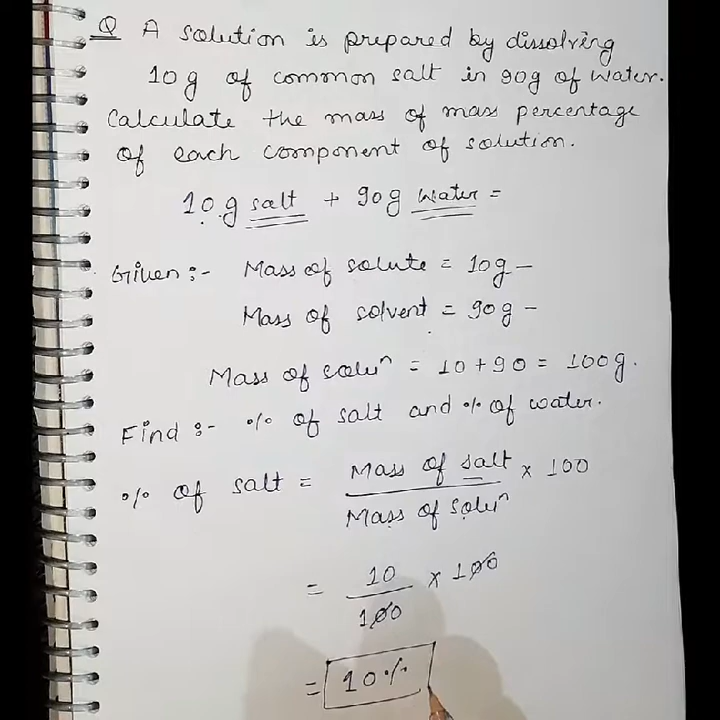 Q A solution is prepared by dissolving
10g of common salt in 90g of water.
Calculate the mass of mass percentage
of each component of solution.
10g salt + 90g water =
Given :- Mass of solute = 10g -
Mass of solvent = 90g -
Mass of soluⁿ = 10 + 90 = 100g.
Find :- % of salt and % of water.
% of salt = Mass of salt / Mass of soluⁿ × 100
= 10 / 100 × 100
= 10%